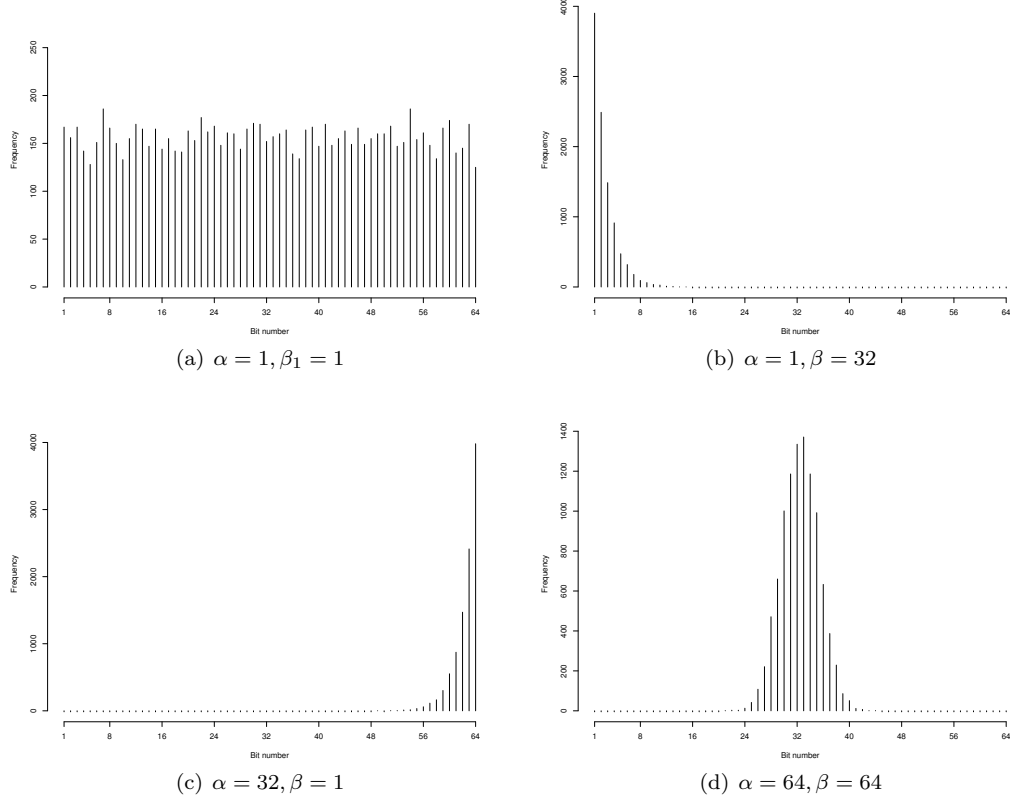 250
200
150
100
50
0
Frequency
1 8 16 24 32 40 48 56 64
Bit number
(a) α = 1, β₁ = 1
4000
3000
2000
1000
0
Frequency
1 8 16 24 32 40 48 56 64
Bit number
(b) α = 1, β = 32
4000
3000
2000
1000
0
Frequency
1 8 16 24 32 40 48 56 64
Bit number
(c) α = 32, β = 1
1400
1200
1000
800
600
400
200
0
Frequency
1 8 16 24 32 40 48 56 64
Bit number
(d) α = 64, β = 64